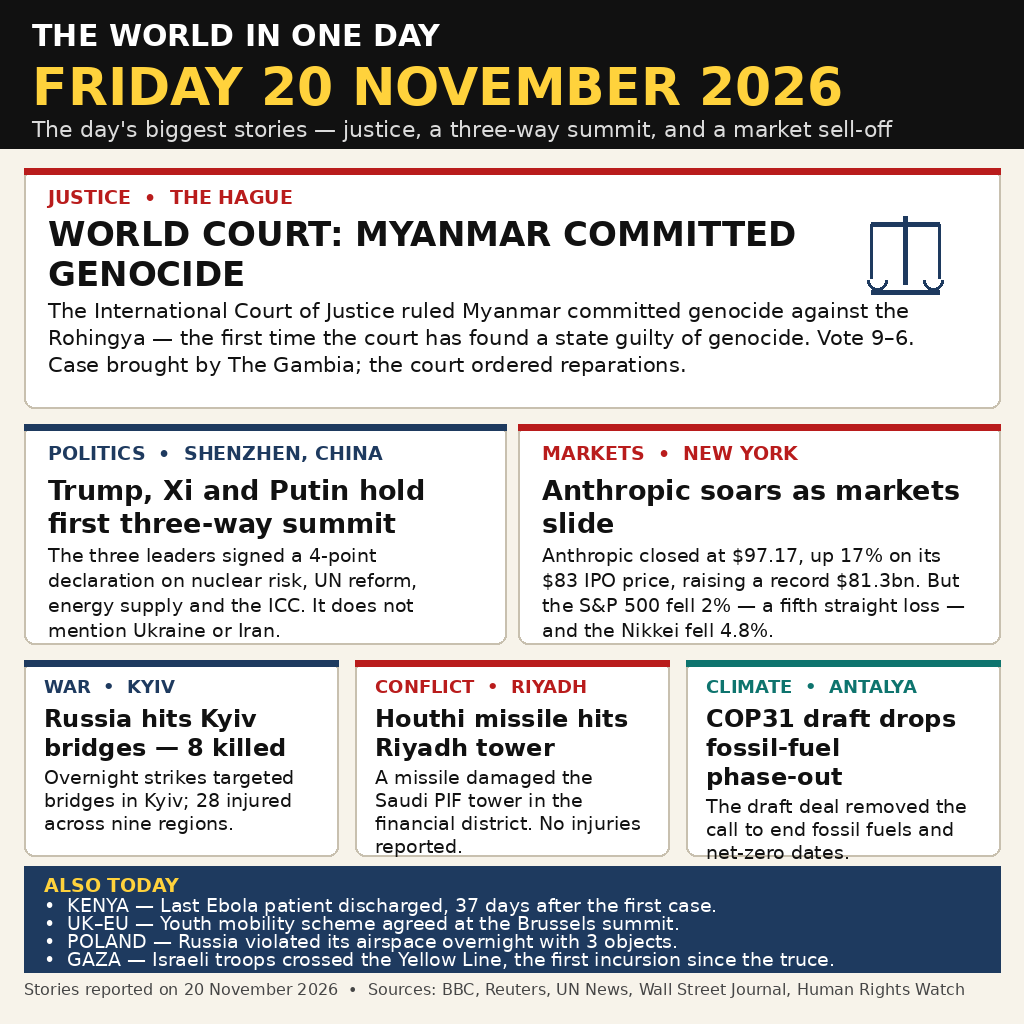 THE WORLD IN ONE DAY
FRIDAY 20 NOVEMBER 2026
The day's biggest stories — justice, a three-way summit, and a market sell-off
JUSTICE • THE HAGUE
WORLD COURT: MYANMAR COMMITTED
GENOCIDE
The International Court of Justice ruled Myanmar committed genocide against the
Rohingya — the first time the court has found a state guilty of genocide. Vote 9–6.
Case brought by The Gambia; the court ordered reparations.
POLITICS • SHENZHEN, CHINA
Trump, Xi and Putin hold
first three-way summit
The three leaders signed a 4-point
declaration on nuclear risk, UN reform,
energy supply and the ICC. It does not
mention Ukraine or Iran.
MARKETS • NEW YORK
Anthropic soars as markets
slide
Anthropic closed at $97.17, up 17% on its
$83 IPO price, raising a record $81.3bn. But
the S&P 500 fell 2% — a fifth straight loss —
and the Nikkei fell 4.8%.
WAR • KYIV
Russia hits Kyiv
bridges — 8 killed
Overnight strikes targeted
bridges in Kyiv; 28 injured
across nine regions.
CONFLICT • RIYADH
Houthi missile hits
Riyadh tower
A missile damaged the
Saudi PIF tower in the
financial district. No injuries
reported.
CLIMATE • ANTALYA
COP31 draft drops
fossil-fuel
phase-out
The draft deal removed the
call to end fossil fuels and
net-zero dates.
ALSO TODAY
• KENYA — Last Ebola patient discharged, 37 days after the first case.
• UK–EU — Youth mobility scheme agreed at the Brussels summit.
• POLAND — Russia violated its airspace overnight with 3 objects.
• GAZA — Israeli troops crossed the Yellow Line, the first incursion since the truce.
Stories reported on 20 November 2026 • Sources: BBC, Reuters, UN News, Wall Street Journal, Human Rights Watch